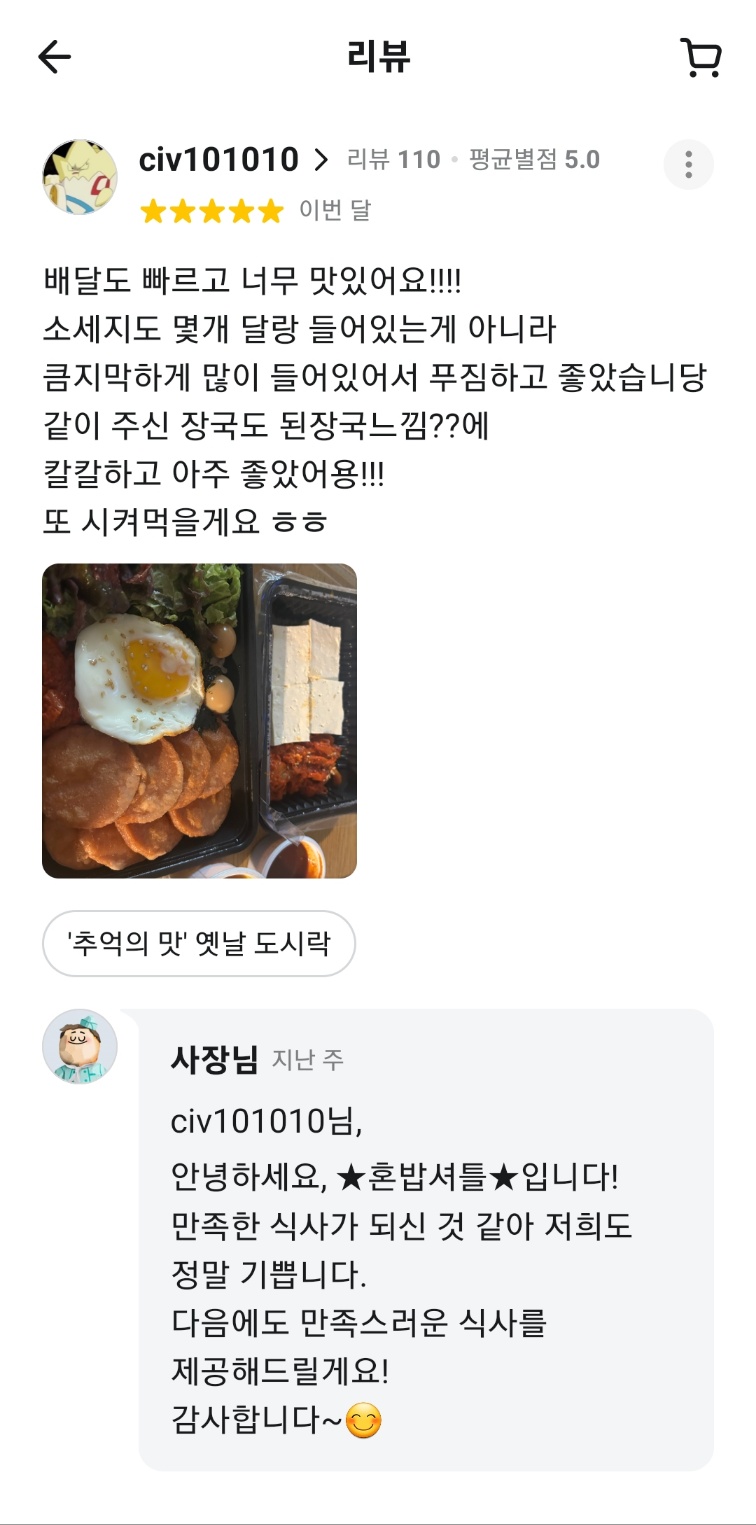 리뷰
civ101010 > 리뷰 110 · 평균별점 5.0
★★★★★ 이번 달
배달도 빠르고 너무 맛있어요!!!!
소세지도 몇개 달랑 들어있는게 아니라
큼지막하게 많이 들어있어서 푸짐하고 좋았습니당
같이 주신 장국도 된장국느낌??에
칼칼하고 아주 좋았어용!!!
또 시켜먹을게요 ㅎㅎ
'추억의 맛' 옛날 도시락
사장님 지난 주
civ101010님,
안녕하세요, ★혼밥셔틀★입니다!
만족한 식사가 되신 것 같아 저희도
정말 기쁩니다.
다음에도 만족스러운 식사를
제공해드릴게요!
감사합니다~😊